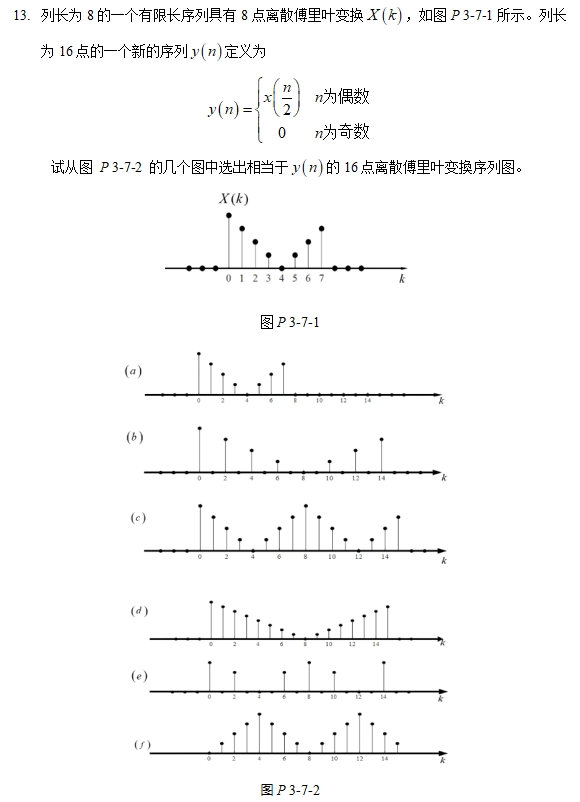 13. 列长为 8 的一个有限长序列具有 8 点离散傅里叶变换 X(k)，如图 P 3-7-1 所示。列长
为 16 点的一个新的序列 y(n) 定义为
y(n) = { x(n/2) n为偶数
0 n为奇数
试从图 P 3-7-2 的几个图中选出相当于 y(n) 的 16 点离散傅里叶变换序列图。
X(k)
0 1 2 3 4 5 6 7 k
图 P 3-7-1
(a)
0 2 4 6 8 10 12 14 k
(b)
0 2 4 6 8 10 12 14 k
(c)
0 2 4 6 8 10 12 14 k
(d)
0 2 4 6 8 10 12 14 k
(e)
0 2 4 6 8 10 12 14 k
(f)
0 2 4 6 8 10 12 14 k
图 P 3-7-2